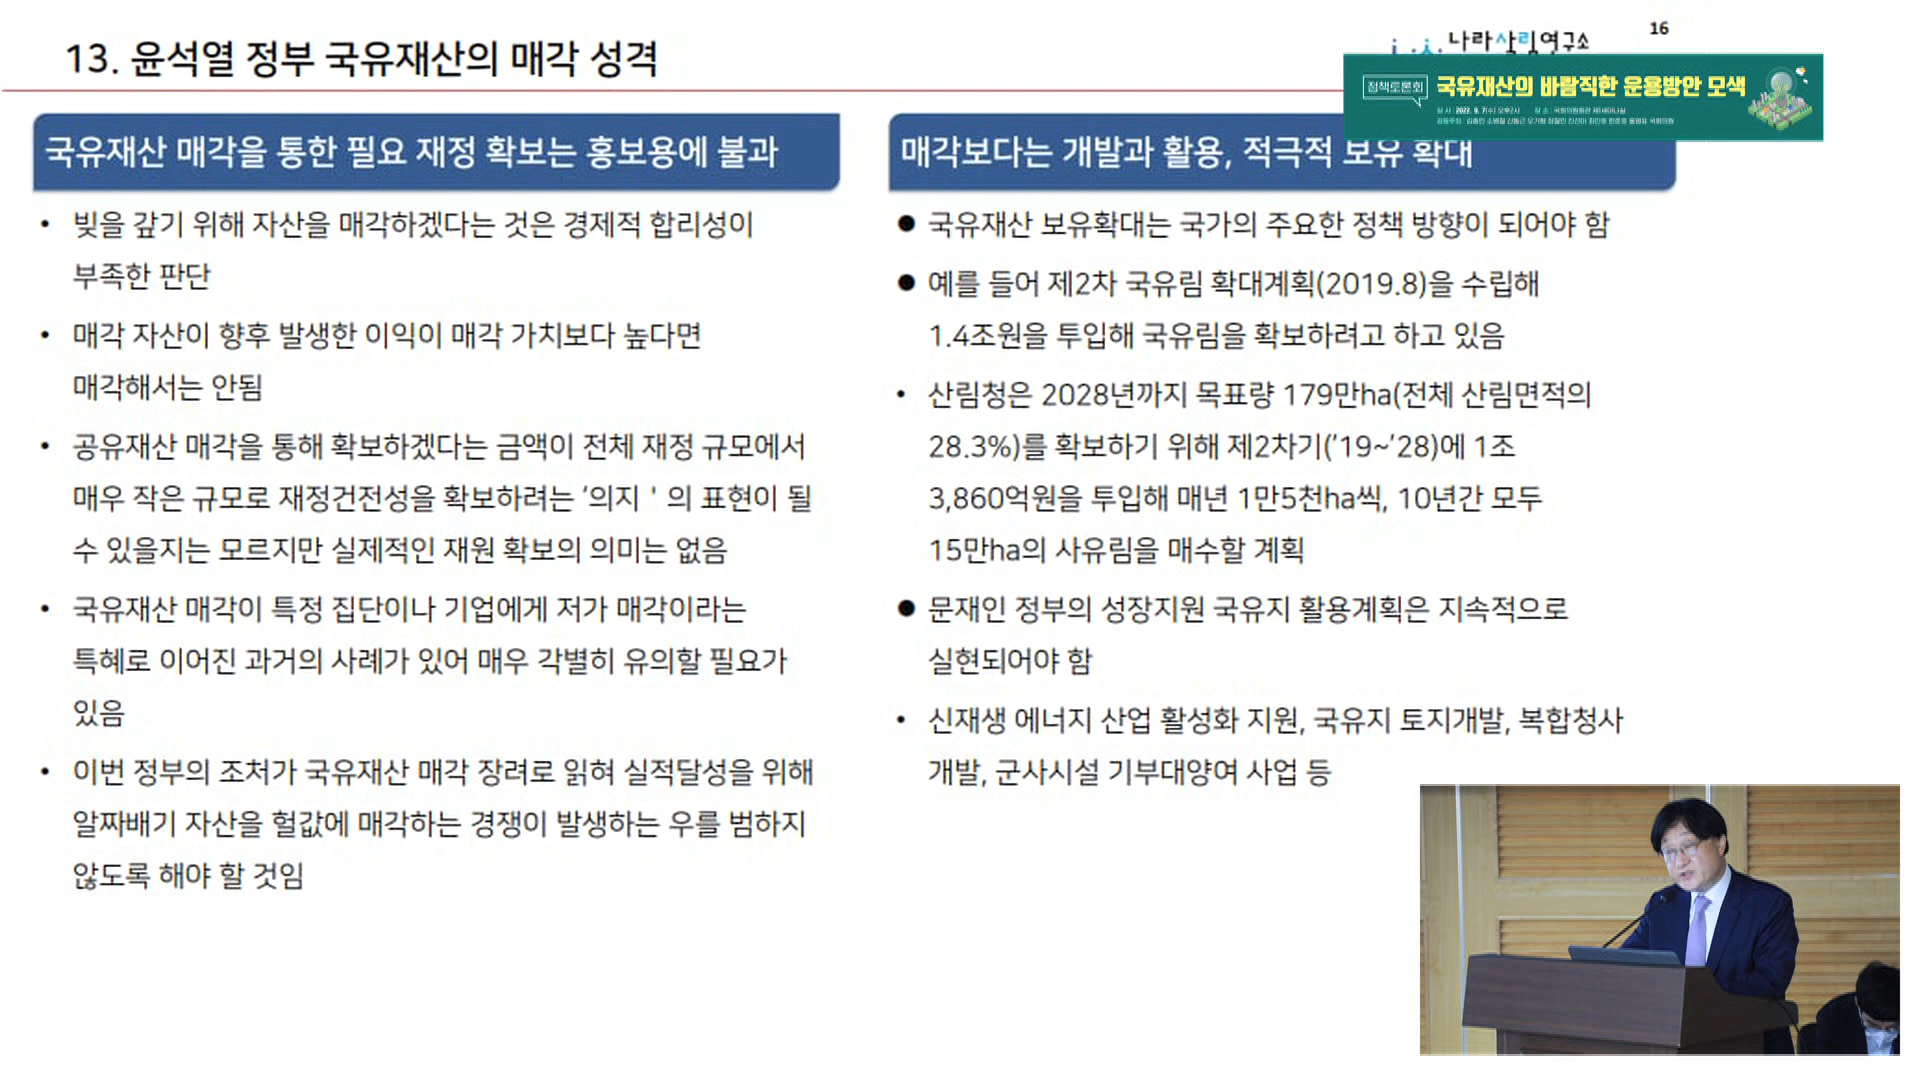 13. 윤석열 정부 국유재산의 매각 성격
나라살림연구소
16
정책토론회
국유재산의 바람직한 운용방안 모색
국유재산 매각을 통한 필요 재정 확보는 홍보용에 불과
• 빚을 갚기 위해 자산을 매각하겠다는 것은 경제적 합리성이
부족한 판단
• 매각 자산이 향후 발생한 이익이 매각 가치보다 높다면
매각해서는 안됨
• 공유재산 매각을 통해 확보하겠다는 금액이 전체 재정 규모에서
매우 작은 규모로 재정건전성을 확보하려는 ‘의지 ' 의 표현이 될
수 있을지는 모르지만 실제적인 재원 확보의 의미는 없음
• 국유재산 매각이 특정 집단이나 기업에게 저가 매각이라는
특혜로 이어진 과거의 사례가 있어 매우 각별히 유의할 필요가
있음
• 이번 정부의 조처가 국유재산 매각 장려로 읽혀 실적달성을 위해
알짜배기 자산을 헐값에 매각하는 경쟁이 발생하는 우를 범하지
않도록 해야 할 것임
매각보다는 개발과 활용, 적극적 보유 확대
● 국유재산 보유확대는 국가의 주요한 정책 방향이 되어야 함
● 예를 들어 제2차 국유림 확대계획(2019.8)을 수립해
1.4조원을 투입해 국유림을 확보하려고 하고 있음
• 산림청은 2028년까지 목표량 179만ha(전체 산림면적의
28.3%)를 확보하기 위해 제2차기(’19~’28)에 1조
3,860억원을 투입해 매년 1만5천ha씩, 10년간 모두
15만ha의 사유림을 매수할 계획
● 문재인 정부의 성장지원 국유지 활용계획은 지속적으로
실현되어야 함
• 신재생 에너지 산업 활성화 지원, 국유지 토지개발, 복합청사
개발, 군사시설 기부대양여 사업 등